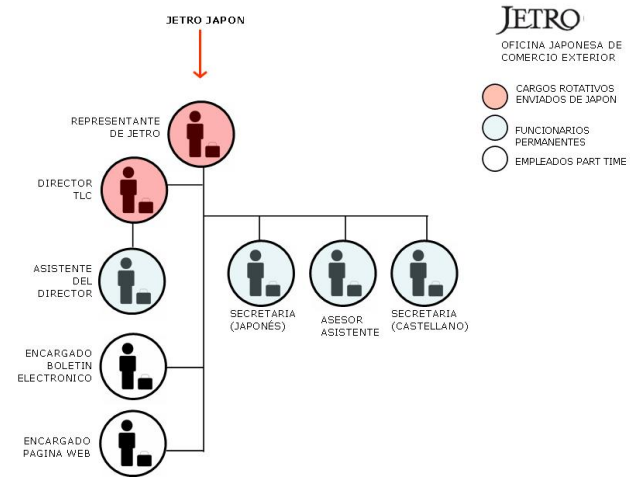 JETRO JAPON
JETRO
OFICINA JAPONESA DE
COMERCIO EXTERIOR
CARGOS ROTATIVOS
ENVIADOS DE JAPON
FUNCIONARIOS
PERMANENTES
EMPLEADOS PART TIME
REPRESENTANTE
DE JETRO
DIRECTOR
TLC
ASISTENTE
DEL
DIRECTOR
SECRETARIA
(JAPONÉS)
ASESOR
ASISTENTE
SECRETARIA
(CASTELLANO)
ENCARGADO
BOLETIN
ELECTRONICO
ENCARGADO
PAGINA WEB